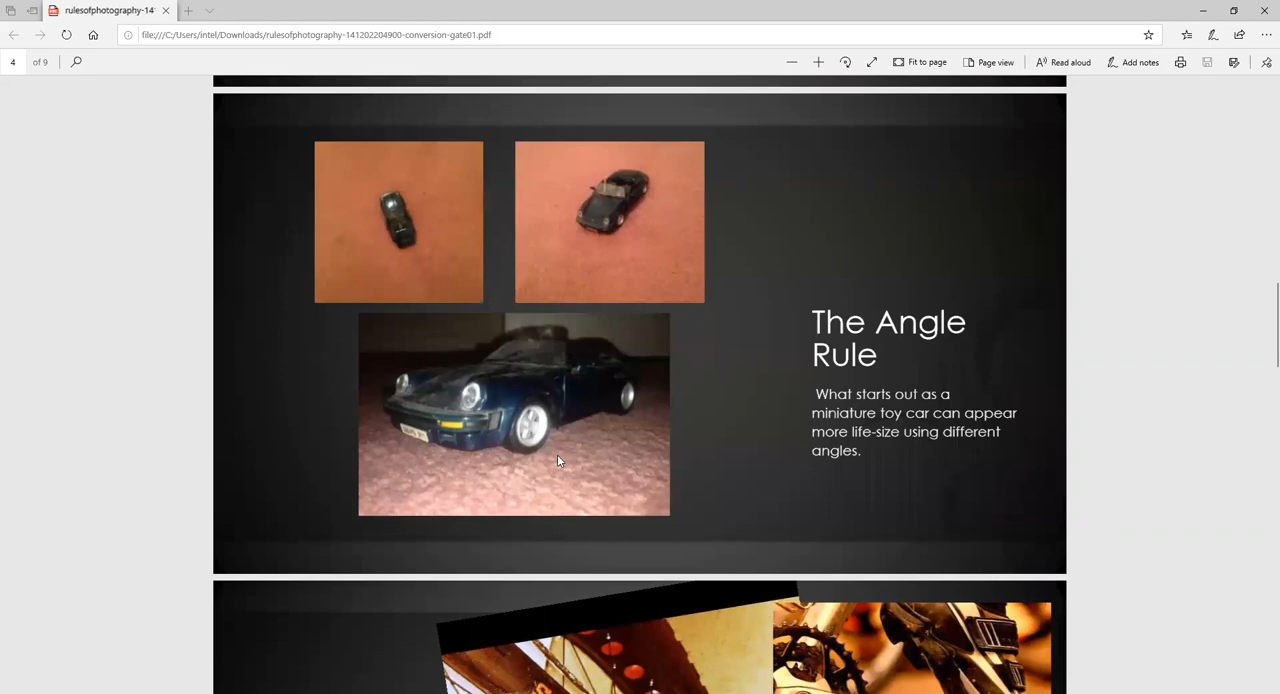 rulesofphotography-14
file:///C:/Users/intel/Downloads/rulesofphotography-141202204900-conversion-gate01.pdf
4 of 9
Fit to page
Page view
Read aloud
Add notes
The Angle
Rule
What starts out as a
miniature toy car can appear
more life-size using different
angles.